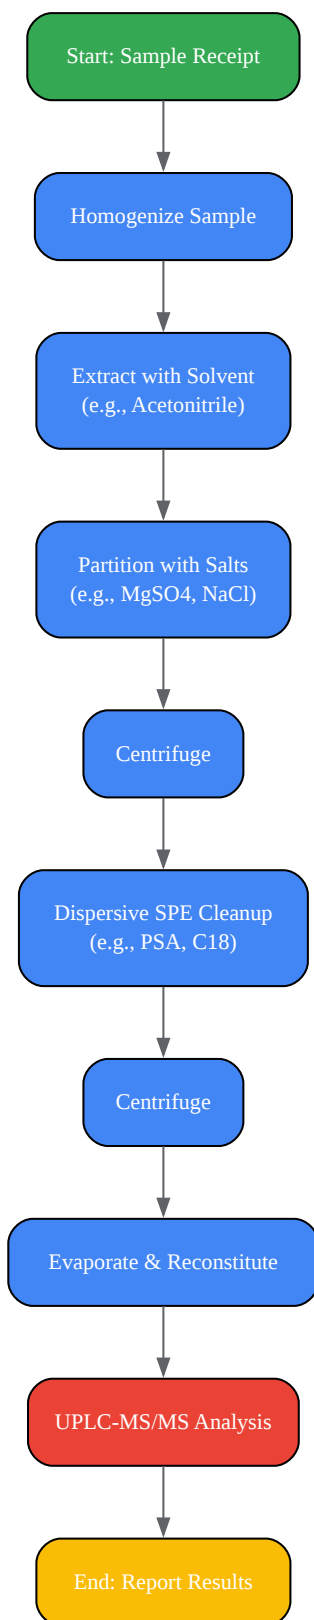 Start: Sample Receipt
Homogenize Sample
Extract with Solvent
(e.g., Acetonitrile)
Partition with Salts
(e.g., MgSO4, NaCl)
Centrifuge
Dispersive SPE Cleanup
(e.g., PSA, C18)
Centrifuge
Evaporate & Reconstitute
UPLC-MS/MS Analysis
End: Report Results